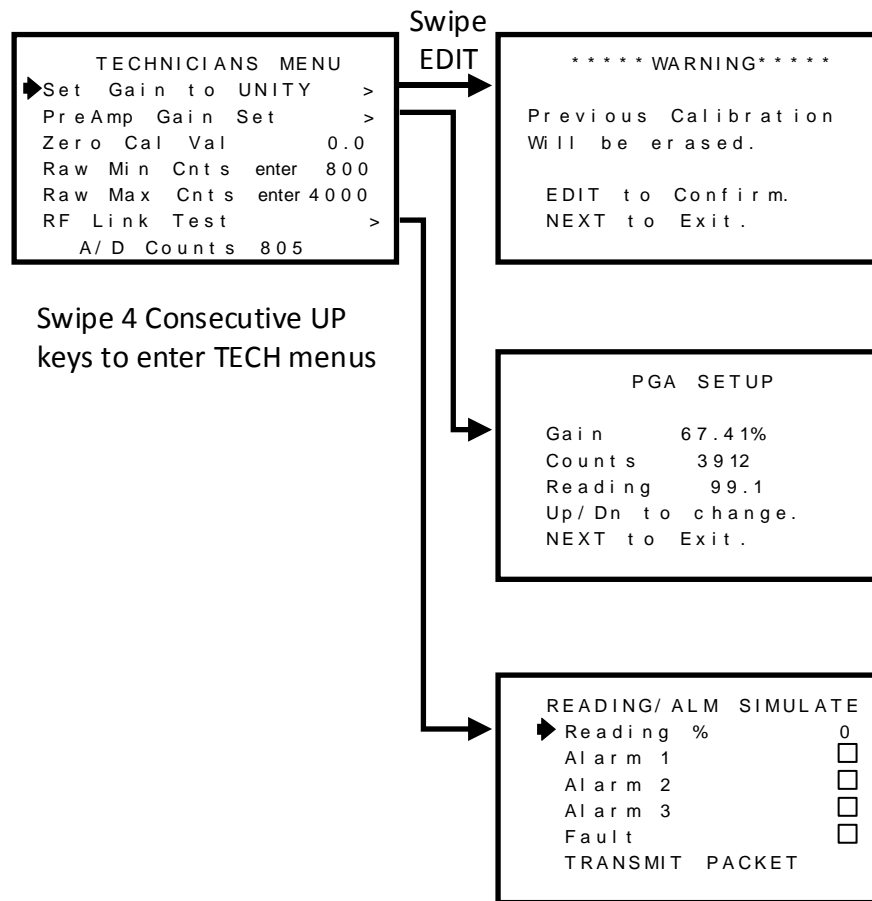 Swipe
EDIT
TECHNICIANS MENU
Set Gain to UNITY >
PreAmp Gain Set >
Zero Cal Val 0.0
Raw Min Cnts enter 800
Raw Max Cnts enter 4000
RF Link Test >
A/D Counts 805
Swipe 4 Consecutive UP
keys to enter TECH menus
*****WARNING*****
Previous Calibration
Will be erased.
EDIT to Confirm.
NEXT to Exit.
PGA SETUP
Gain 67.41%
Counts 3912
Reading 99.1
Up/Dn to change.
NEXT to Exit.
READING/ALM SIMULATE
Reading % 0
Alarm 1
Alarm 2
Alarm 3
Fault
TRANSMIT PACKET